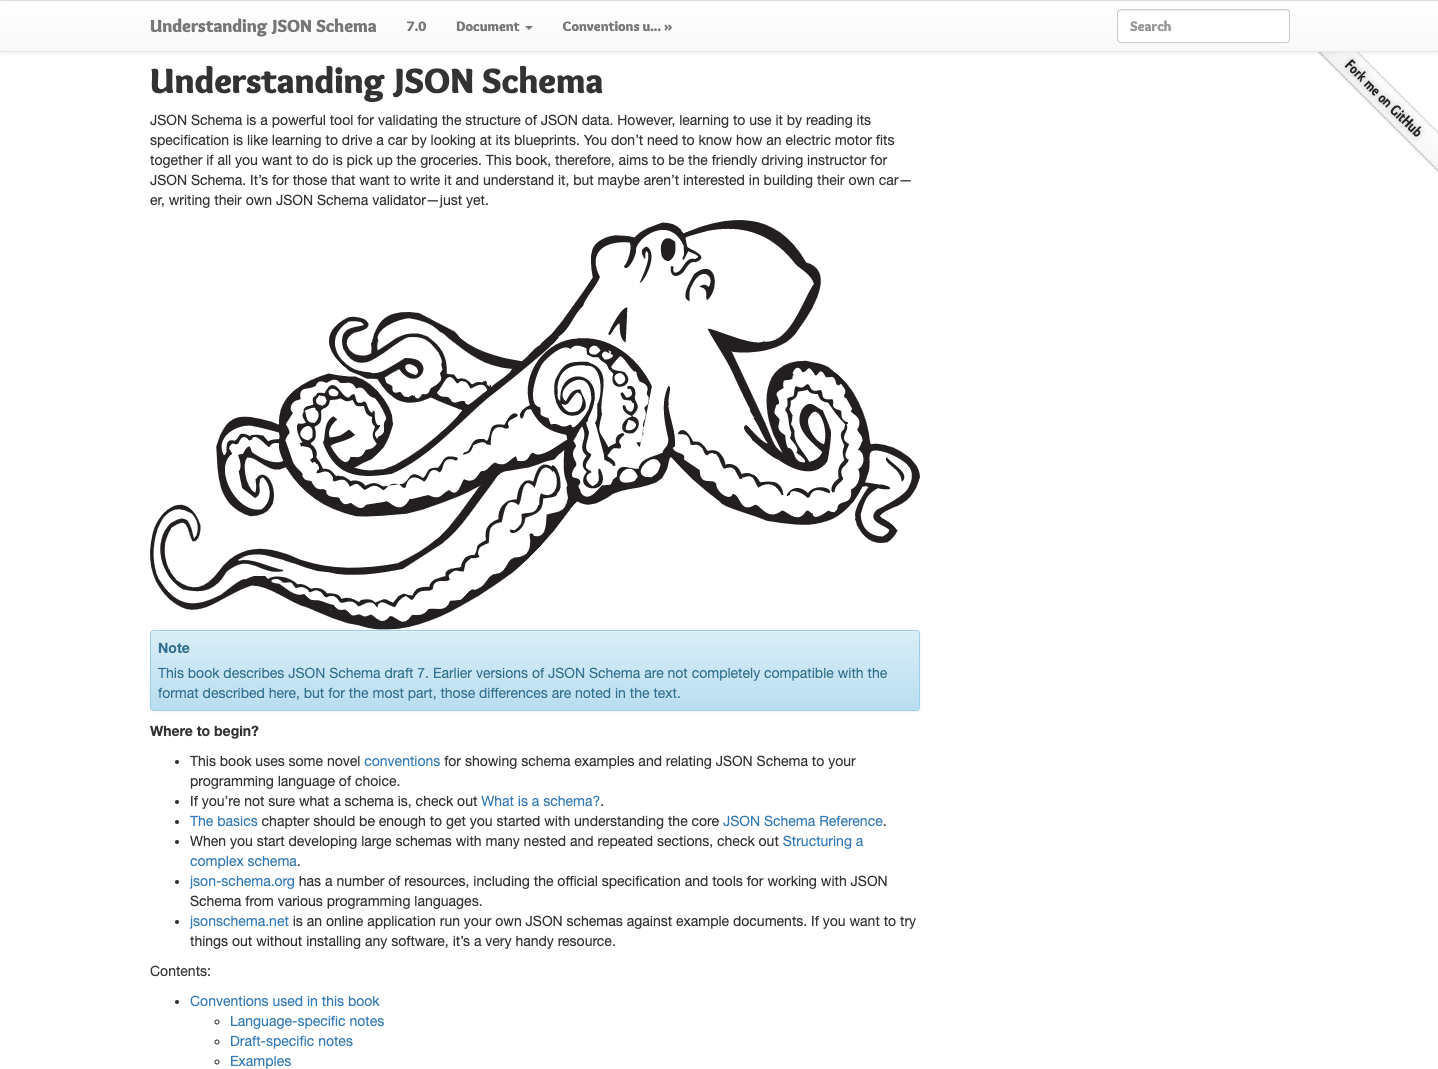 Understanding JSON Schema 7.0 Document Conventions u... » Search
Fork me on GitHub
Understanding JSON Schema
JSON Schema is a powerful tool for validating the structure of JSON data. However, learning to use it by reading its
specification is like learning to drive a car by looking at its blueprints. You don’t need to know how an electric motor fits
together if all you want to do is pick up the groceries. This book, therefore, aims to be the friendly driving instructor for
JSON Schema. It’s for those that want to write it and understand it, but maybe aren’t interested in building their own car—
er, writing their own JSON Schema validator—just yet.
Note
This book describes JSON Schema draft 7. Earlier versions of JSON Schema are not completely compatible with the
format described here, but for the most part, those differences are noted in the text.
Where to begin?
• This book uses some novel conventions for showing schema examples and relating JSON Schema to your
programming language of choice.
• If you’re not sure what a schema is, check out What is a schema?.
• The basics chapter should be enough to get you started with understanding the core JSON Schema Reference.
• When you start developing large schemas with many nested and repeated sections, check out Structuring a
complex schema.
• json-schema.org has a number of resources, including the official specification and tools for working with JSON
Schema from various programming languages.
• jsonschema.net is an online application run your own JSON schemas against example documents. If you want to try
things out without installing any software, it’s a very handy resource.
Contents:
• Conventions used in this book
◦ Language-specific notes
◦ Draft-specific notes
◦ Examples